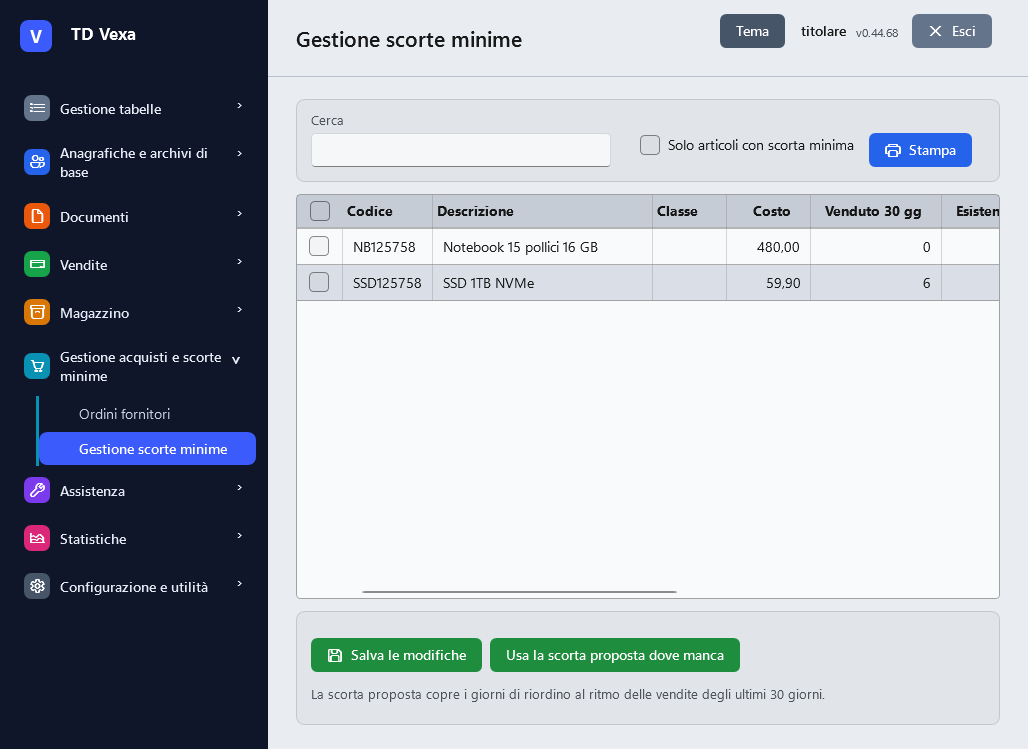 V TD Vexa
Gestione tabelle
Anagrafiche e archivi di
base
Documenti
Vendite
Magazzino
Gestione acquisti e scorte
minime
Ordini fornitori
Gestione scorte minime
Assistenza
Statistiche
Configurazione e utilità
Gestione scorte minime
Tema titolare v0.44.68 Esci
Cerca
Solo articoli con scorta minima Stampa
Codice Descrizione Classe Costo Venduto 30 gg Esisten
NB125758 Notebook 15 pollici 16 GB 480,00 0
SSD125758 SSD 1TB NVMe 59,90 6
Salva le modifiche Usa la scorta proposta dove manca
La scorta proposta copre i giorni di riordino al ritmo delle vendite degli ultimi 30 giorni.